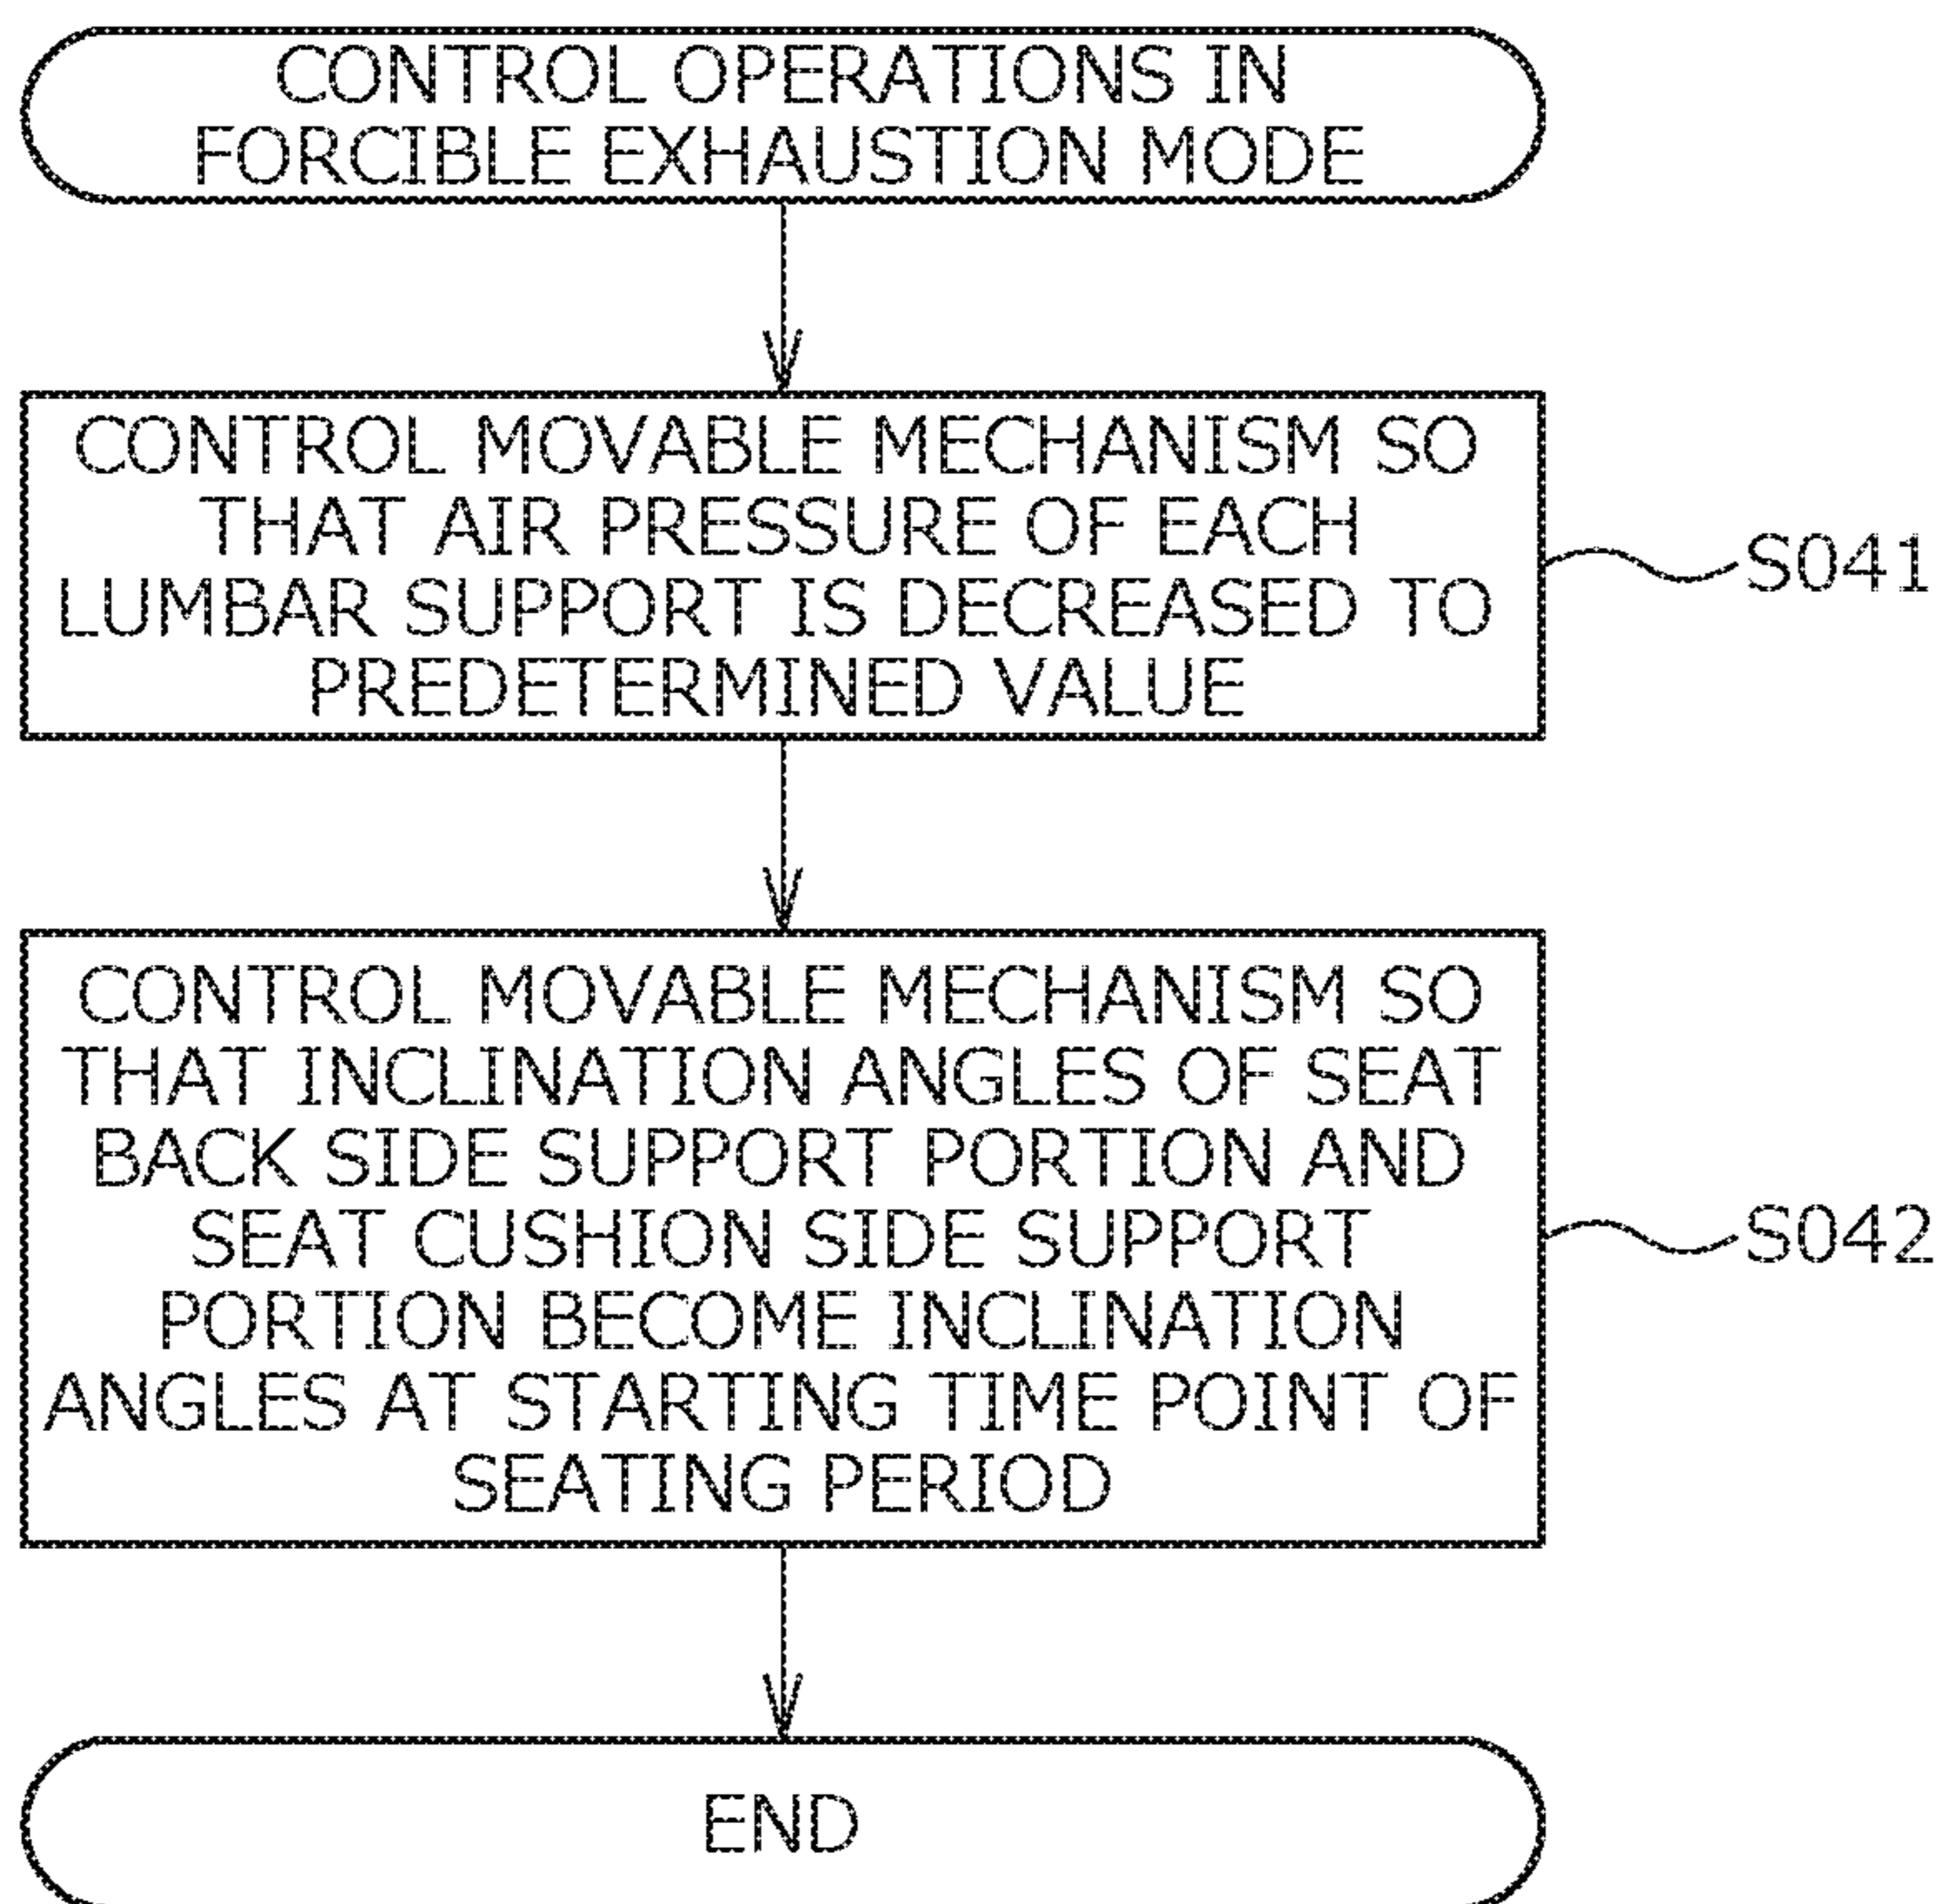 CONTROL OPERATIONS IN
FORCIBLE EXHAUSTION MODE
CONTROL MOVABLE MECHANISM SO
THAT AIR PRESSURE OF EACH
LUMBAR SUPPORT IS DECREASED TO
PREDETERMINED VALUE
S041
CONTROL MOVABLE MECHANISM SO
THAT INCLINATION ANGLES OF SEAT
BACK SIDE SUPPORT PORTION AND
SEAT CUSHION SIDE SUPPORT
PORTION BECOME INCLINATION
ANGLES AT STARTING TIME POINT OF
SEATING PERIOD
S042
END